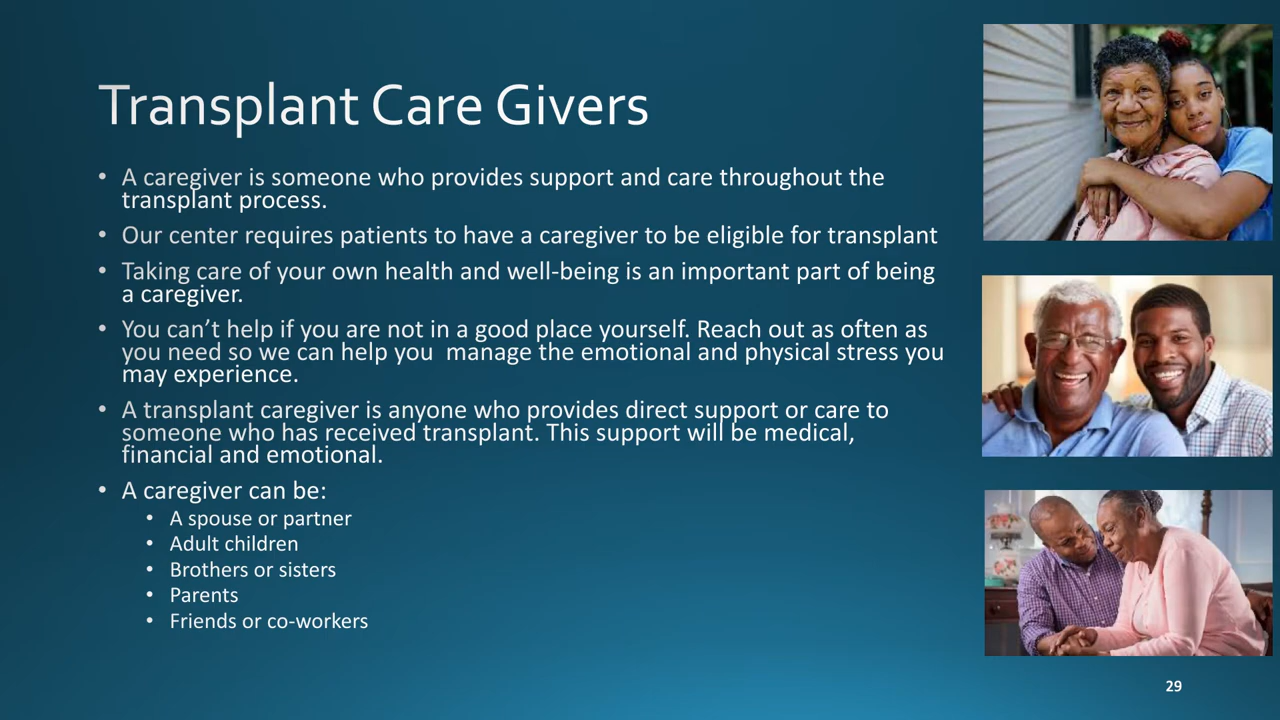 Transplant Care Givers
• A caregiver is someone who provides support and care throughout the
transplant process.
• Our center requires patients to have a caregiver to be eligible for transplant
• Taking care of your own health and well-being is an important part of being
a caregiver.
• You can’t help if you are not in a good place yourself. Reach out as often as
you need so we can help you  manage the emotional and physical stress you
may experience.
• A transplant caregiver is anyone who provides direct support or care to
someone who has received transplant. This support will be medical,
financial and emotional.
• A caregiver can be:
• A spouse or partner
• Adult children
• Brothers or sisters
• Parents
• Friends or co-workers
29